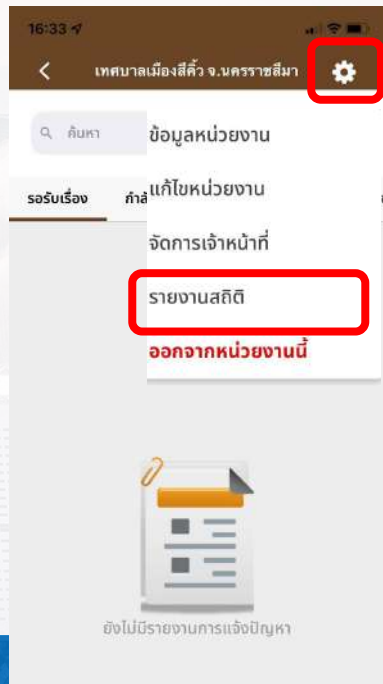 16:33
เทศบาลเมืองสีคิ้ว จ.นครราชสีมา
ค้นหา
ข้อมูลหน่วยงาน
แก้ไขหน่วยงาน
รอรับเรื่อง
จัดการเจ้าหน้าที่
รายงานสถิติ
ออกจากหน่วยงานนี้
ยังไม่มีรายงานการแจ้งปัญหา